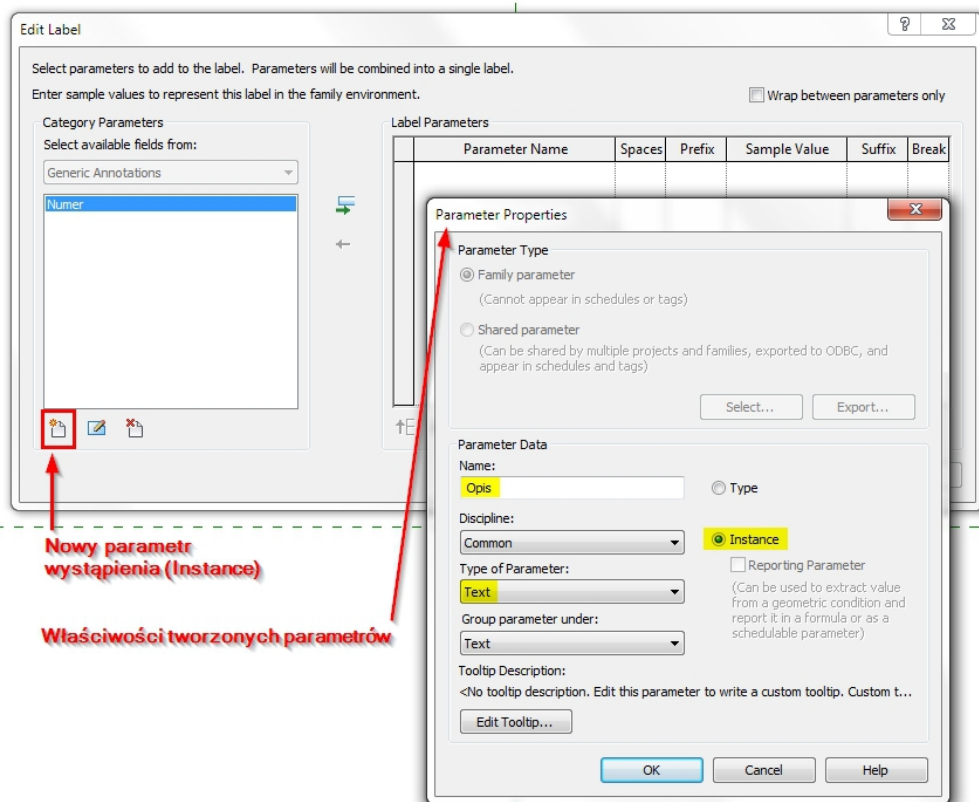 Edit Label
Select parameters to add to the label. Parameters will be combined into a single label.
Enter sample values to represent this label in the family environment.
Wrap between parameters only
Category Parameters
Select available fields from:
Generic Annotations
Numer
Label Parameters
Parameter Name Spaces Prefix Sample Value Suffix Break
Nowy parametr
wystąpienia (Instance)
Właściwości tworzonych parametrów
Parameter Properties
Parameter Type
Family parameter
(Cannot appear in schedules or tags)
Shared parameter
(Can be shared by multiple projects and families, exported to ODBC, and
appear in schedules and tags)
Select... Export...
Parameter Data
Name:
Opis
Type
Discipline:
Common
Instance
Type of Parameter:
Reporting Parameter
Text
(Can be used to extract value
from a geometric condition and
report it in a formula or as a
schedulable parameter)
Group parameter under:
Text
Tooltip Description:
<No tooltip description. Edit this parameter to write a custom tooltip. Custom t...
Edit Tooltip...
OK Cancel Help